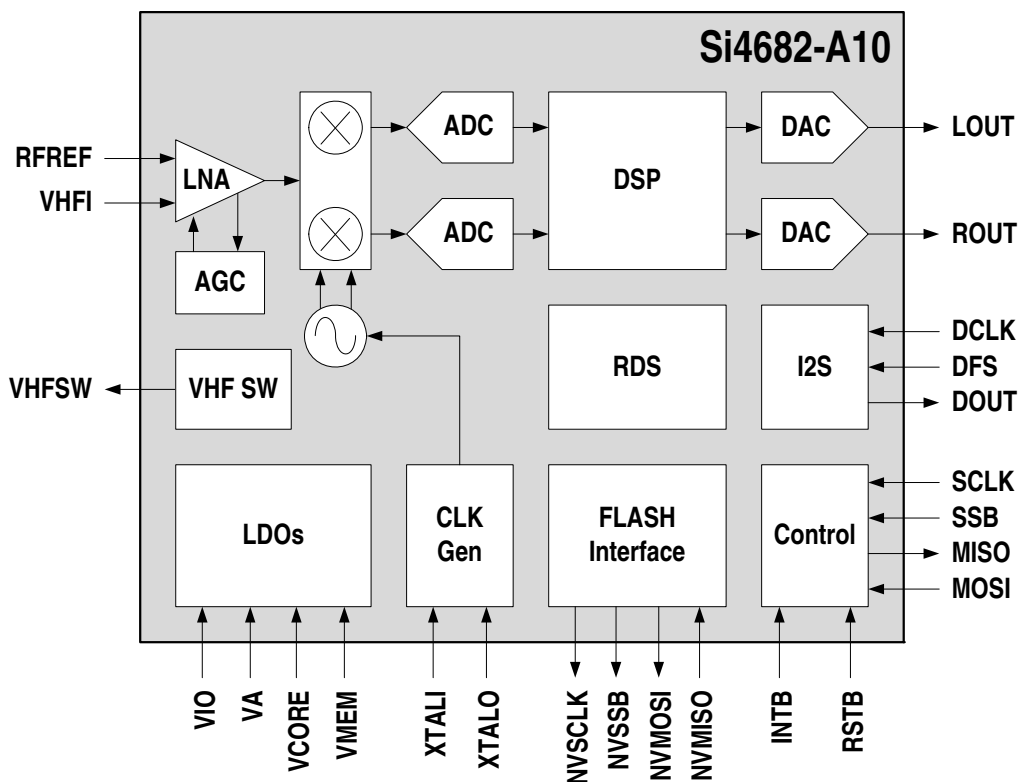 Si4682-A10
RFREF
VHFI
LNA
AGC
ADC
ADC
DSP
DAC
DAC
LOUT
ROUT
VHFSW
VHF SW
RDS
I2S
DCLK
DFS
DOUT
LDOs
CLK
Gen
FLASH
Interface
Control
SCLK
SSB
MISO
MOSI
VIO
VA
VCORE
VMEM
XTALI
XTALO
NVSCLK
NVSSB
NVMOSI
NVMISO
INTB
RSTB